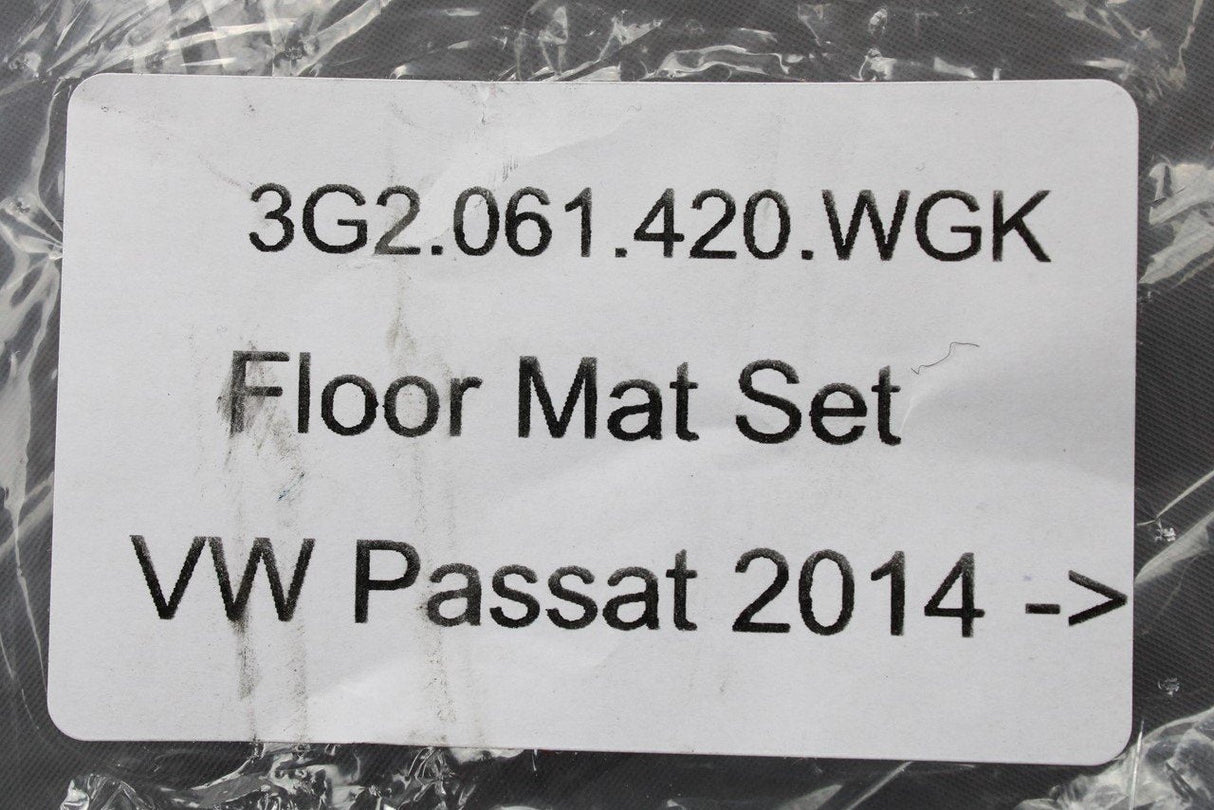 3G2.061.420.WGK
Floor Mat Set
VW Passat 2014 ->